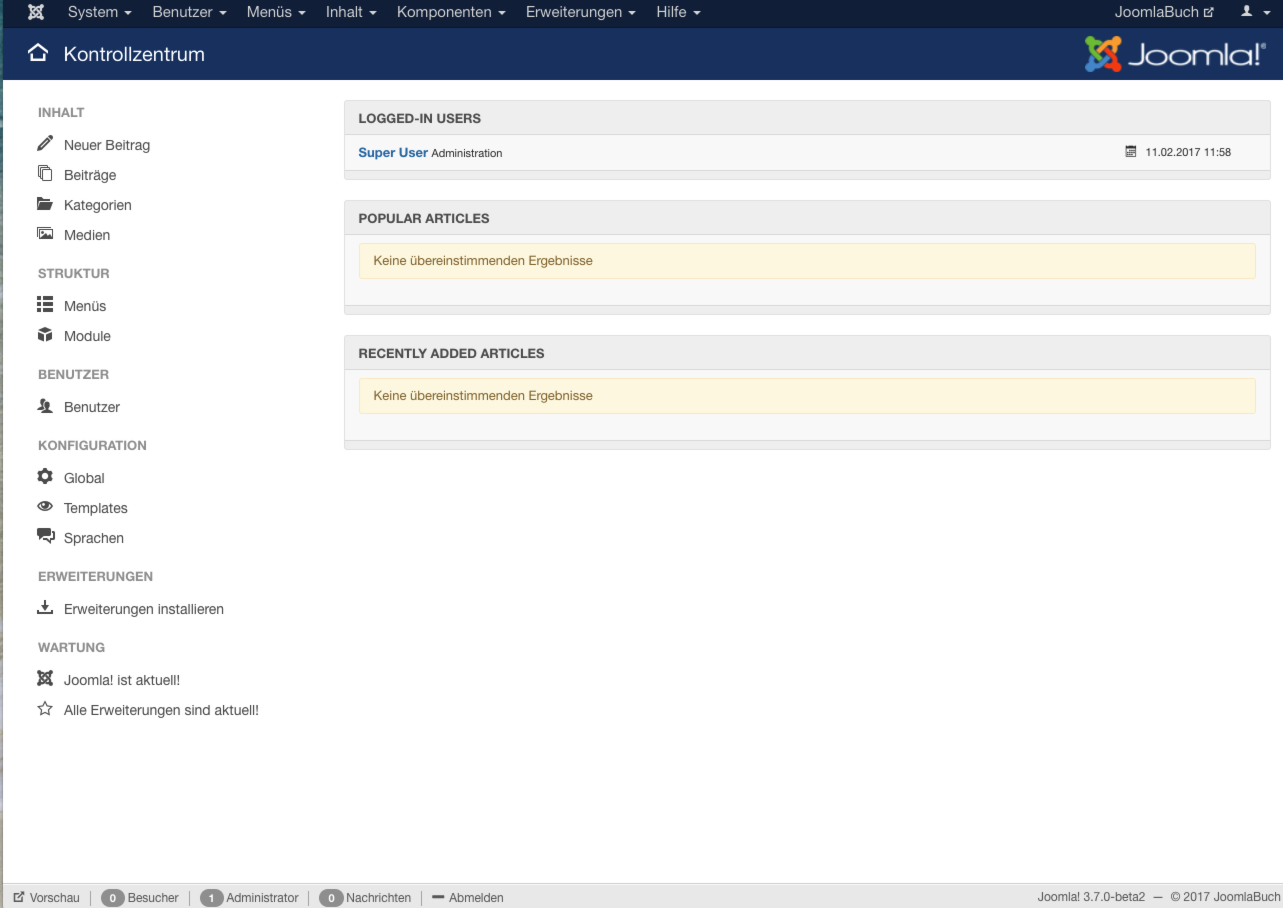 System Benutzer Menüs Inhalt Komponenten Erweiterungen Hilfe JoomlaBuch
Kontrollzentrum Joomla!®
INHALT
Neuer Beitrag
Beiträge
Kategorien
Medien
STRUKTUR
Menüs
Module
BENUTZER
Benutzer
KONFIGURATION
Global
Templates
Sprachen
ERWEITERUNGEN
Erweiterungen installieren
WARTUNG
Joomla! ist aktuell!
Alle Erweiterungen sind aktuell!
LOGGED-IN USERS
Super User Administration 11.02.2017 11:58
POPULAR ARTICLES
Keine übereinstimmenden Ergebnisse
RECENTLY ADDED ARTICLES
Keine übereinstimmenden Ergebnisse
Vorschau 0 Besucher 1 Administrator 0 Nachrichten Abmelden Joomla! 3.7.0-beta2 — © 2017 JoomlaBuch